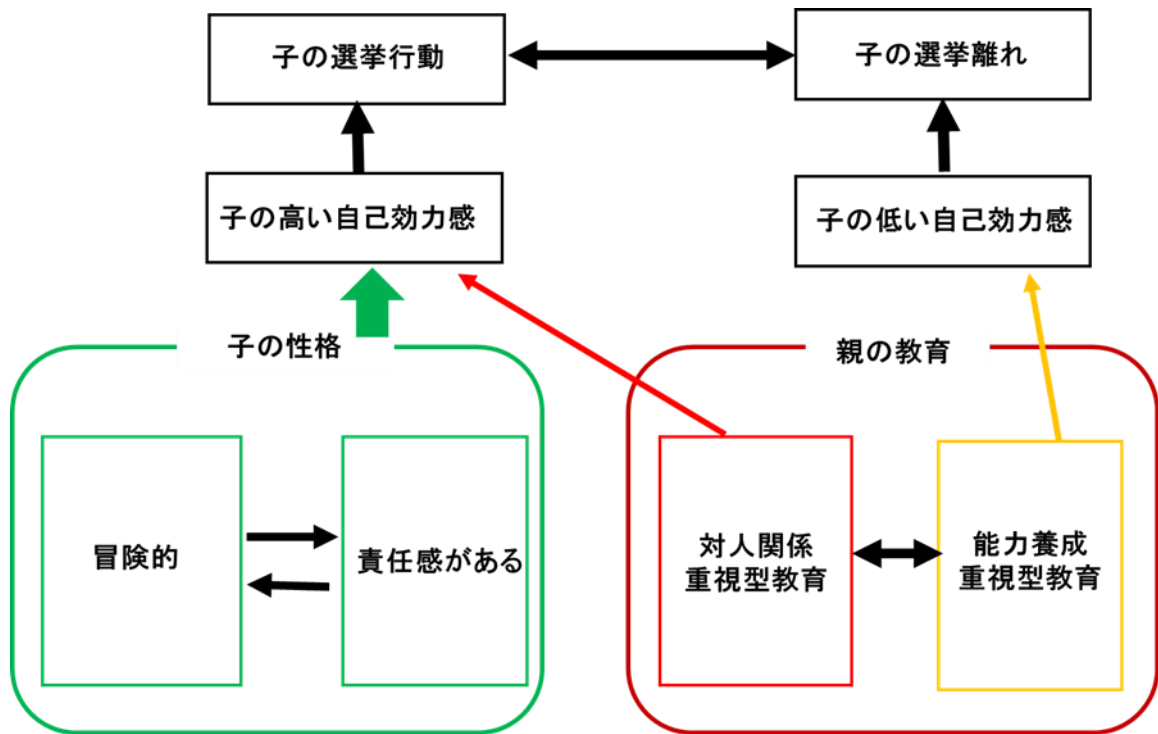 子の選挙行動
子の選挙離れ
子の高い自己効力感
子の低い自己効力感
子の性格
親の教育
冒険的
責任感がある
対人関係
重視型教育
能力養成
重視型教育